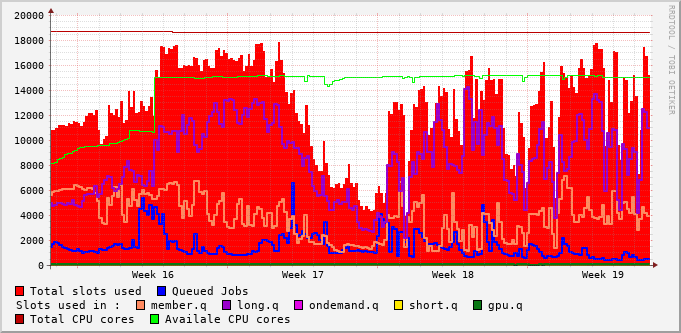 20000
18000
16000
14000
12000
10000
8000
6000
4000
2000
0
Week 16 Week 17 Week 18 Week 19
RRDTOOL / TOBI OETIKER
Total slots used Queued Jobs
Slots used in : member.q long.q ondemand.q short.q gpu.q
Total CPU cores Availale CPU cores